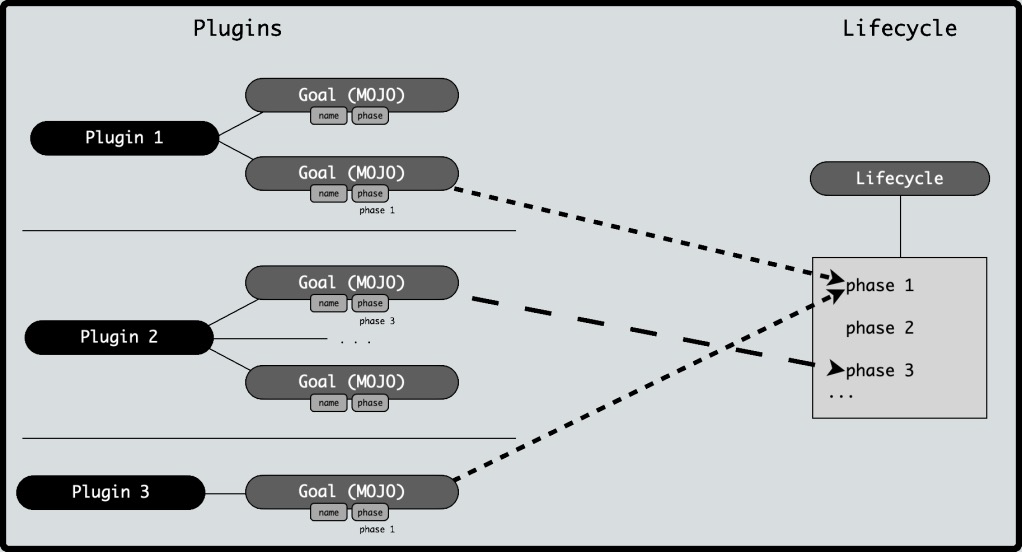 Plugins
Lifecycle
Plugin 1
Goal (MOJO)
name phase
Goal (MOJO)
name phase
phase 1
Plugin 2
Goal (MOJO)
name phase
phase 3
. . .
Goal (MOJO)
name phase
Plugin 3
Goal (MOJO)
name phase
phase 1
Lifecycle
phase 1
phase 2
phase 3
...